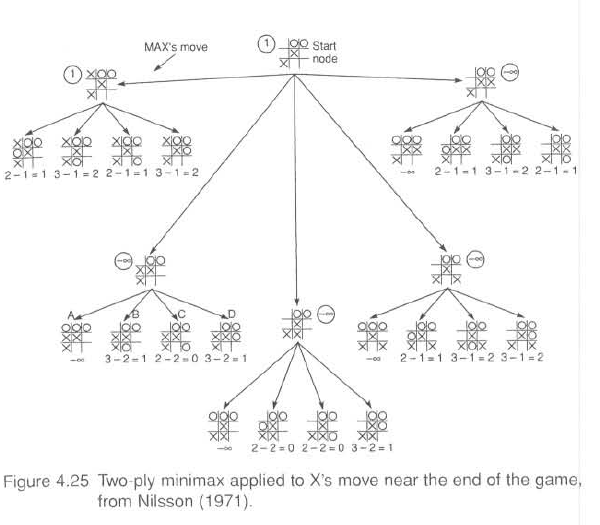 MAX's move
1
Start
node
1
−∞
2 − 1 = 1 3 − 1 = 2 2 − 1 = 1 3 − 1 = 2
−∞ 2 − 1 = 1 3 − 1 = 2 2 − 1 = 1
−∞
−∞
A B C D
−∞
−∞ 3 − 2 = 1 2 − 2 = 0 3 − 2 = 1
−∞ 2 − 1 = 1 3 − 1 = 2 3 − 1 = 2
−∞ 2 − 2 = 0 2 − 2 = 0 3 − 2 = 1
Figure 4.25 Two-ply minimax applied to X's move near the end of the game,
from Nilsson (1971).